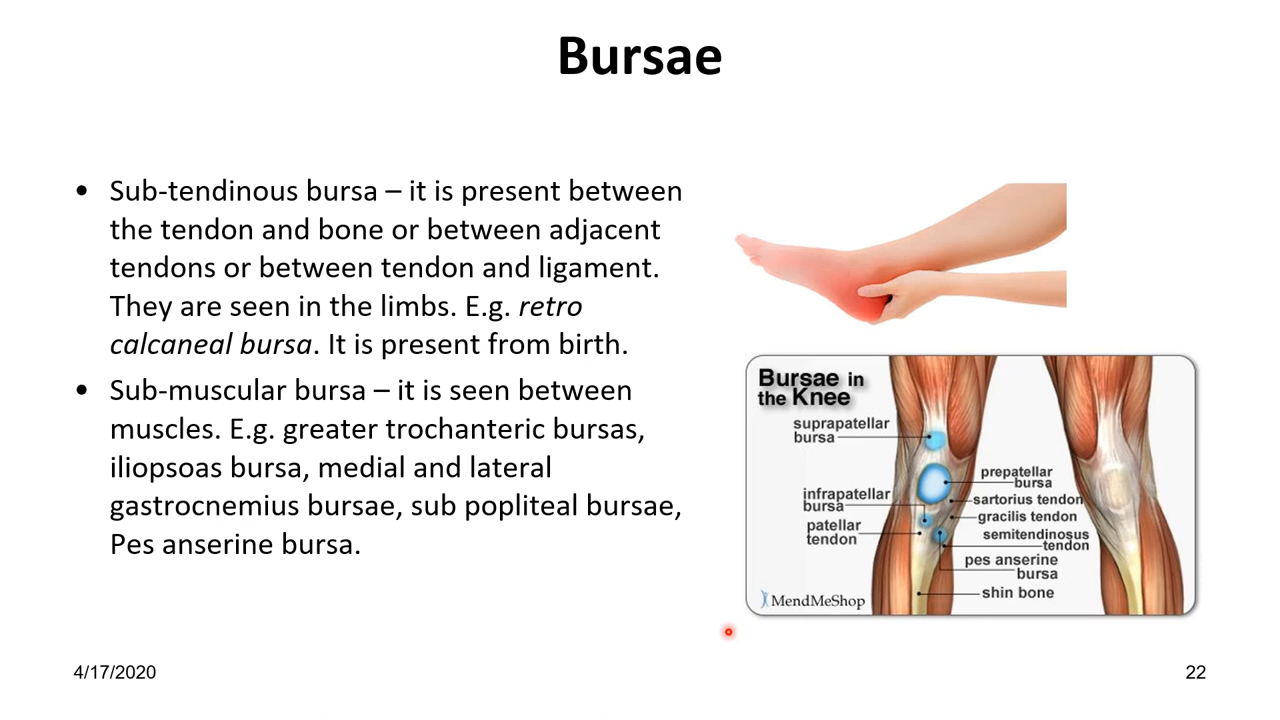 Bursae
• Sub-tendinous bursa – it is present between
the tendon and bone or between adjacent
tendons or between tendon and ligament.
They are seen in the limbs. E.g. retro
calcaneal bursa. It is present from birth.
• Sub-muscular bursa – it is seen between
muscles. E.g. greater trochanteric bursas,
iliopsoas bursa, medial and lateral
gastrocnemius bursae, sub popliteal bursae,
Pes anserine bursa.
Bursae in
the Knee
suprapatellar
bursa
prepatellar
bursa
infrapatellar
bursa
sartorius tendon
gracilis tendon
patellar
tendon
semitendinosus
tendon
pes anserine
bursa
shin bone
MendMeShop
4/17/2020
22